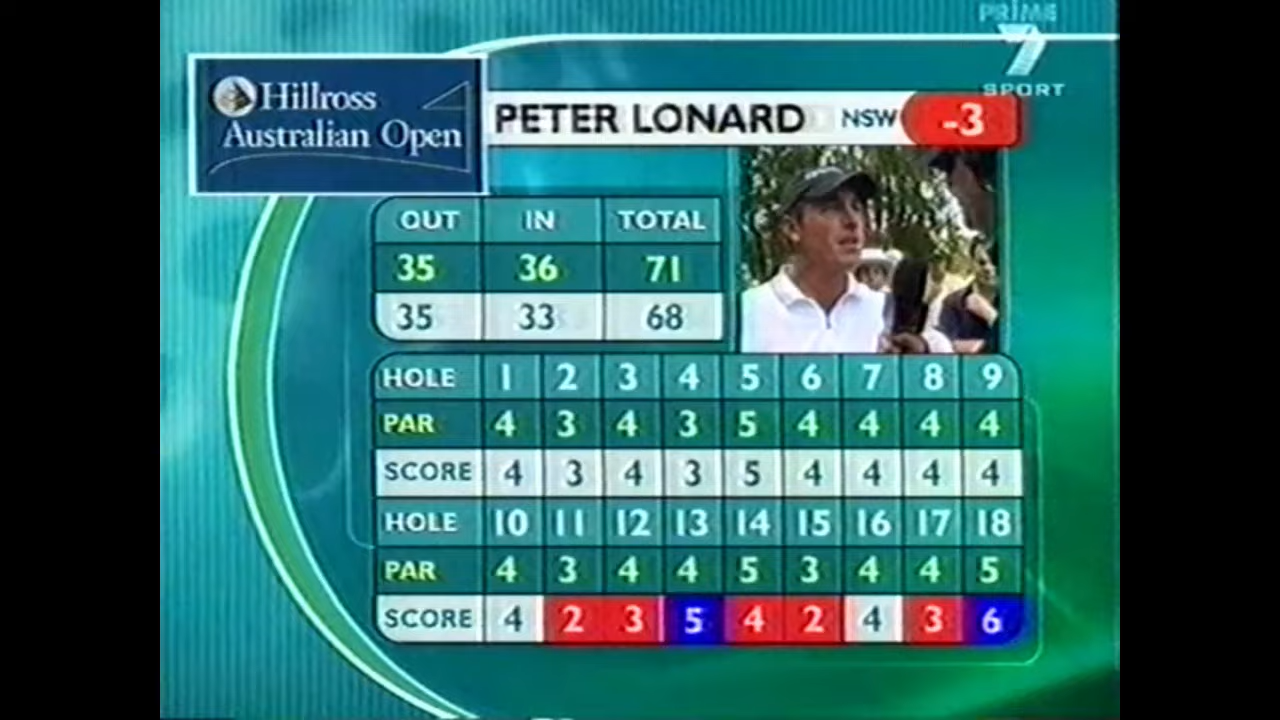 PRIME
7
SPORT
Hillross
Australian Open
PETER LONARD NSW -3
OUT IN TOTAL
35 36 71
35 33 68
HOLE 1 2 3 4 5 6 7 8 9
PAR 4 3 4 3 5 4 4 4 4
SCORE 4 3 4 3 5 4 4 4 4
HOLE 10 11 12 13 14 15 16 17 18
PAR 4 3 4 4 5 3 4 4 5
SCORE 4 2 3 5 4 2 4 3 6